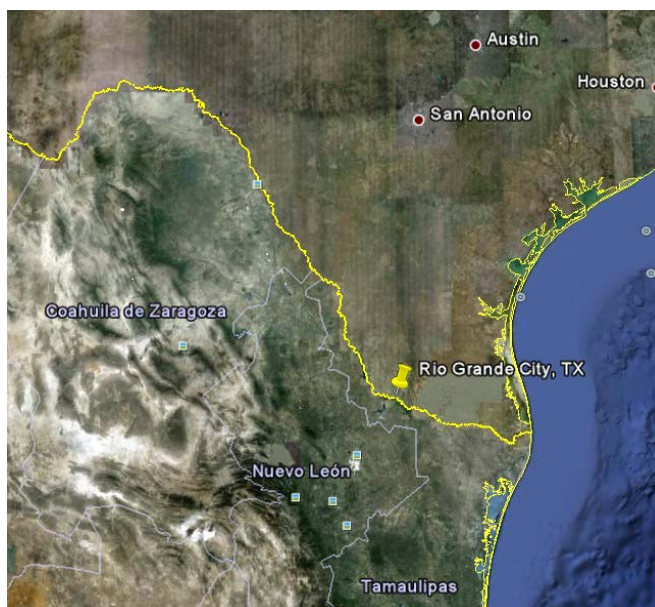 Austin
Houston
San Antonio
Coahuila de Zaragoza
Rio Grande City, TX
Nuevo León
Tamaulipas